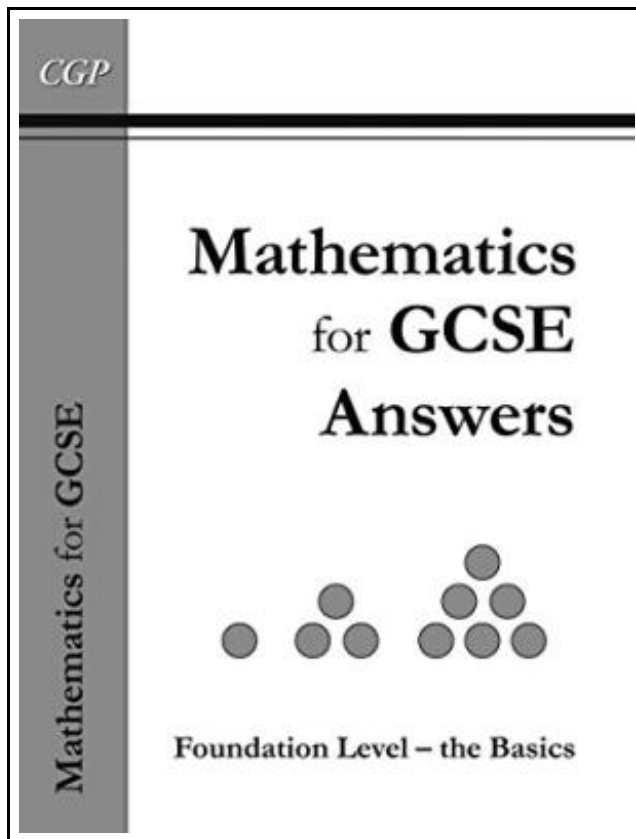 CGP
Mathematics
for GCSE
Answers
Mathematics for GCSE
Foundation Level – the Basics